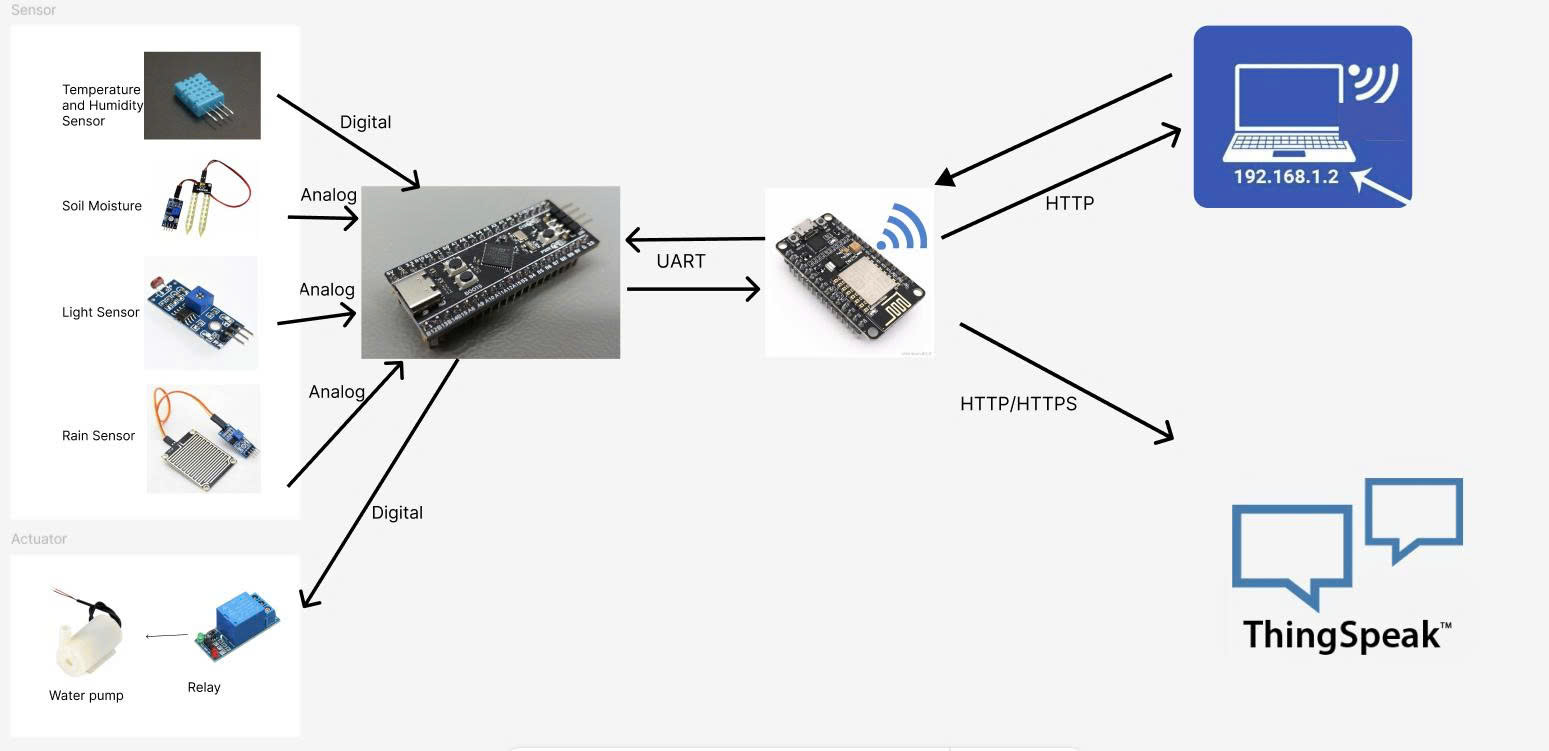 Sensor
Temperature
and Humidity
Sensor
Digital
Soil Moisture
Analog
Light Sensor
Analog
Rain Sensor
Analog
Digital
UART
HTTP
192.168.1.2
HTTP/HTTPS
ThingSpeak™
Actuator
Water pump
Relay